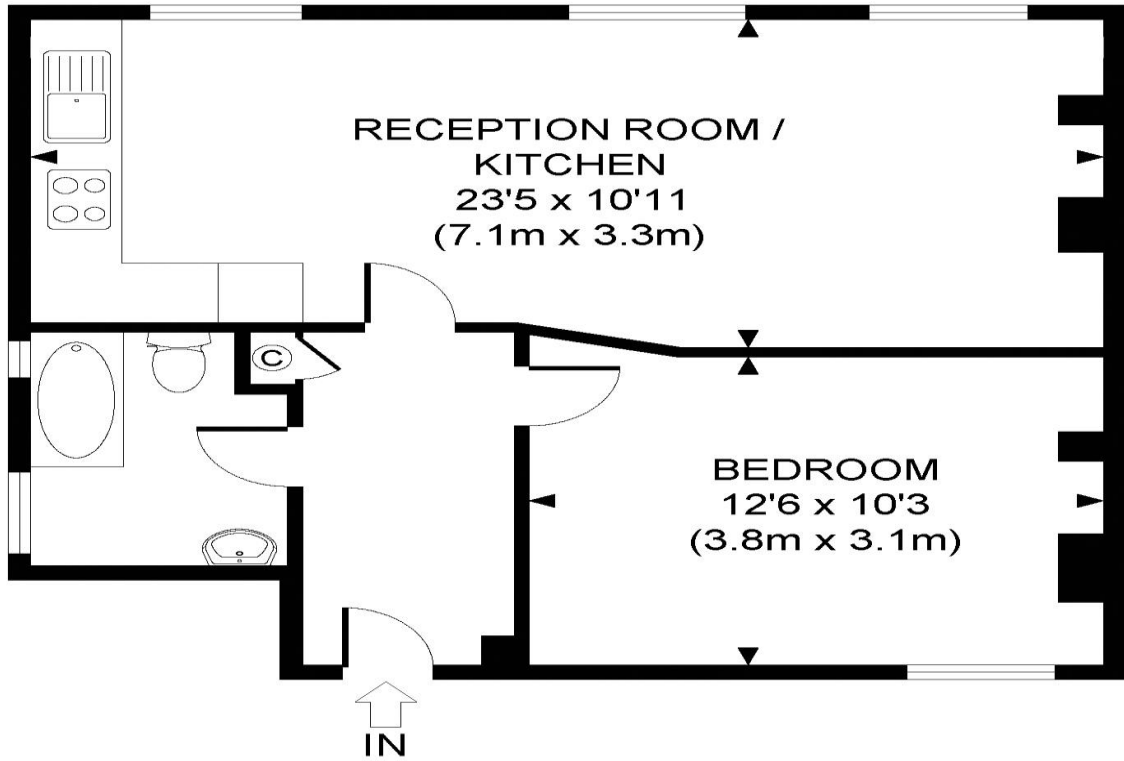 RECEPTION ROOM /
KITCHEN
23'5 x 10'11
(7.1m x 3.3m)
C
BEDROOM
12'6 x 10'3
(3.8m x 3.1m)
IN